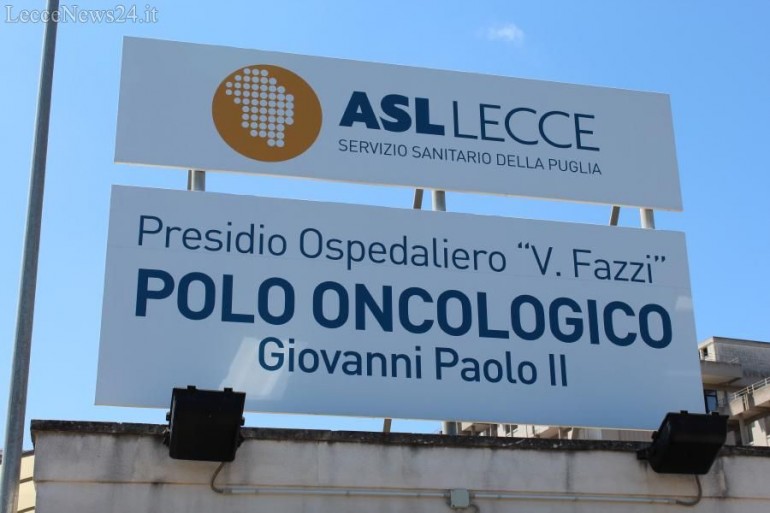 LecceNews24.it
ASL LECCE
SERVIZIO SANITARIO DELLA PUGLIA
Presidio Ospedaliero "V. Fazzi"
POLO ONCOLOGICO
Giovanni Paolo II